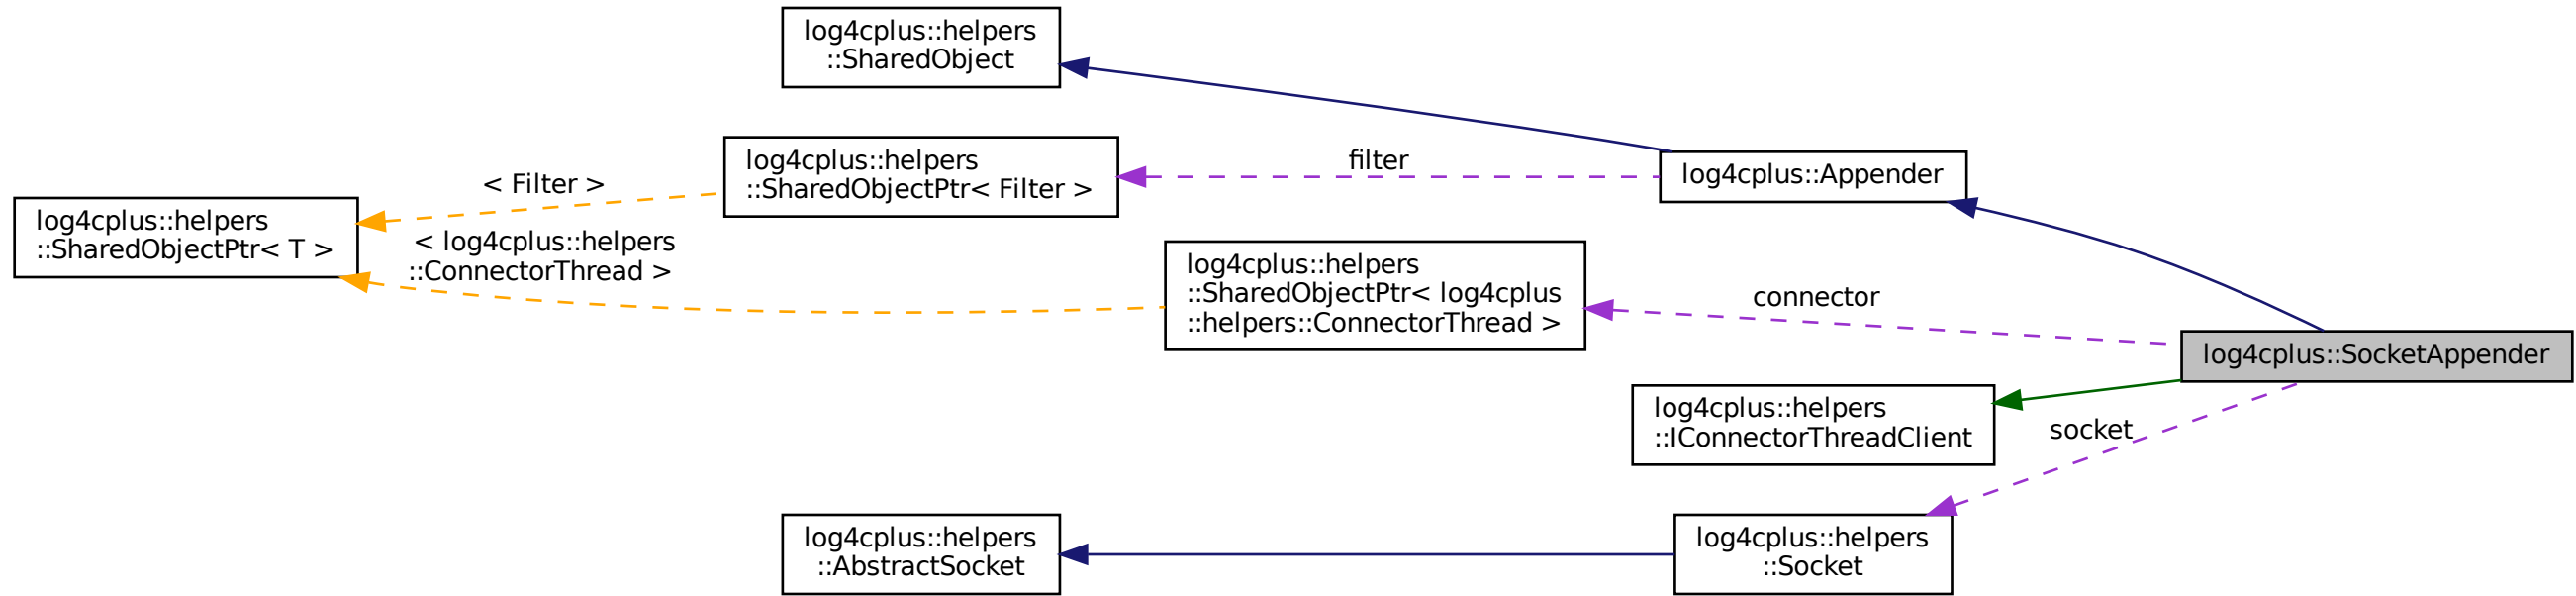 log4cplus::helpers
::SharedObject
log4cplus::helpers
::SharedObjectPtr< Filter >
filter
log4cplus::Appender
< Filter >
log4cplus::helpers
::SharedObjectPtr< T >
< log4cplus::helpers
::ConnectorThread >
log4cplus::helpers
::SharedObjectPtr< log4cplus
::helpers::ConnectorThread >
connector
log4cplus::SocketAppender
log4cplus::helpers
::IConnectorThreadClient
socket
log4cplus::helpers
::AbstractSocket
log4cplus::helpers
::Socket